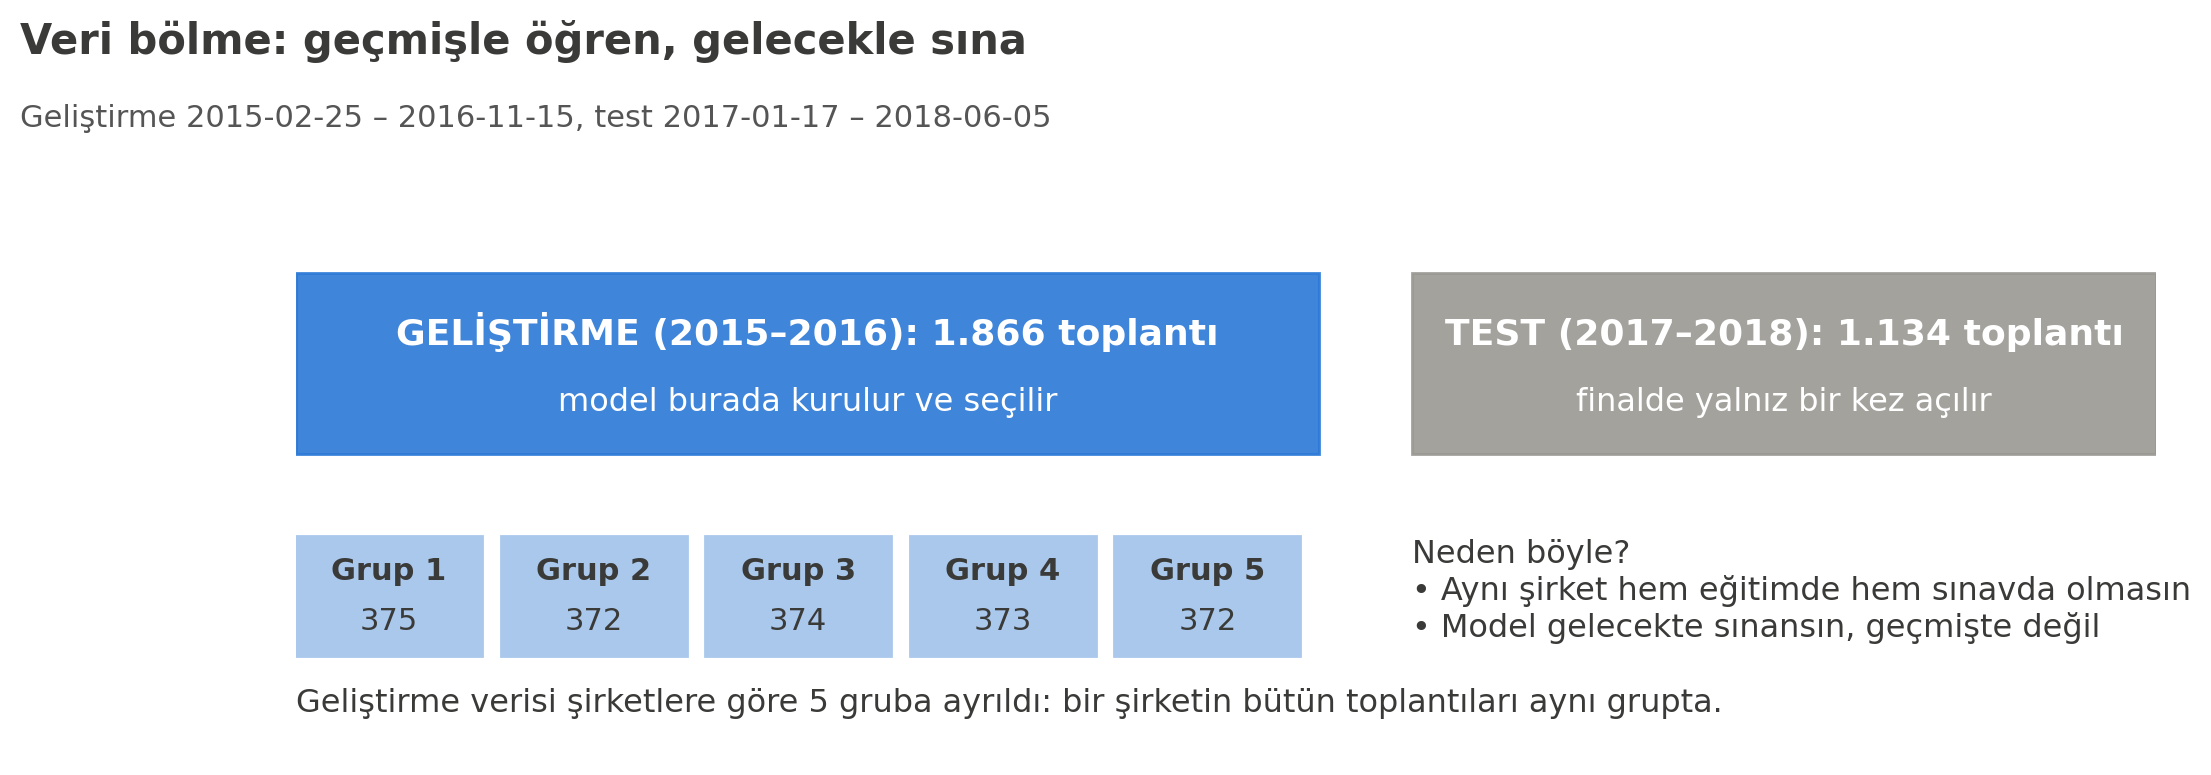 Veri bölme: geçmişle öğren, gelecekle sına
Geliştirme 2015-02-25 – 2016-11-15, test 2017-01-17 – 2018-06-05
GELİŞTİRME (2015–2016): 1.866 toplantı
model burada kurulur ve seçilir
TEST (2017–2018): 1.134 toplantı
finalde yalnız bir kez açılır
Grup 1
375
Grup 2
372
Grup 3
374
Grup 4
373
Grup 5
372
Neden böyle?
• Aynı şirket hem eğitimde hem sınavda olmasın
• Model gelecekte sınansın, geçmişte değil
Geliştirme verisi şirketlere göre 5 gruba ayrıldı: bir şirketin bütün toplantıları aynı grupta.